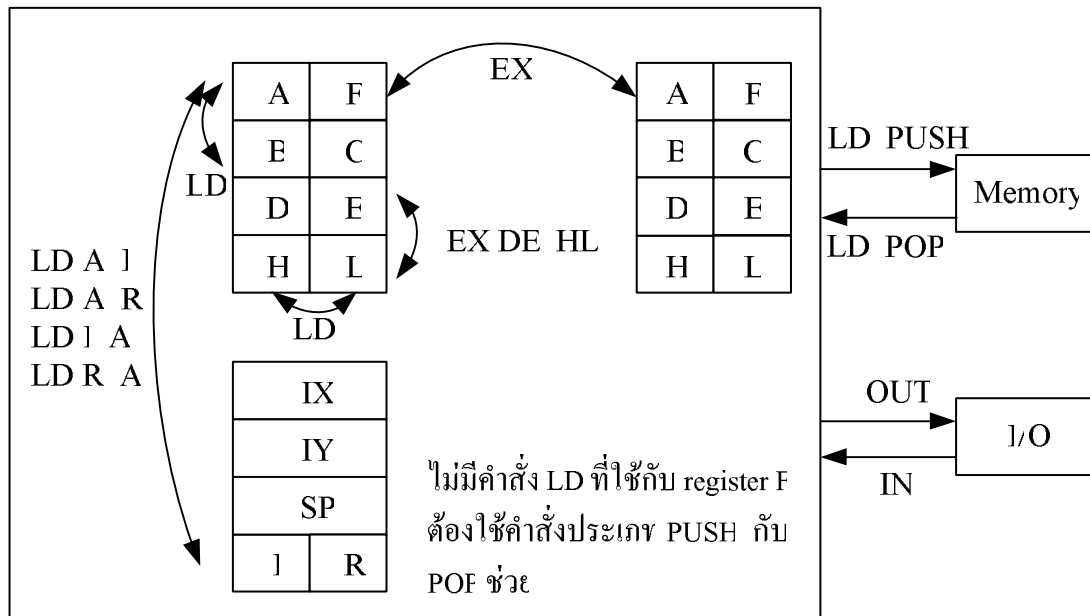 EX
A F
B C
D E
H L
A F
B C
D E
H L
LD
EX DE HL
LD
LD PUSH
Memory
LD POP
LD A I
LD A R
LD I A
LD R A
IX
IY
SP
I R
OUT
I/O
IN
ไม่มีคำสั่ง LD ที่ใช้กับ register F
ต้องใช้คำสั่งประเภท PUSH กับ
POP ช่วย